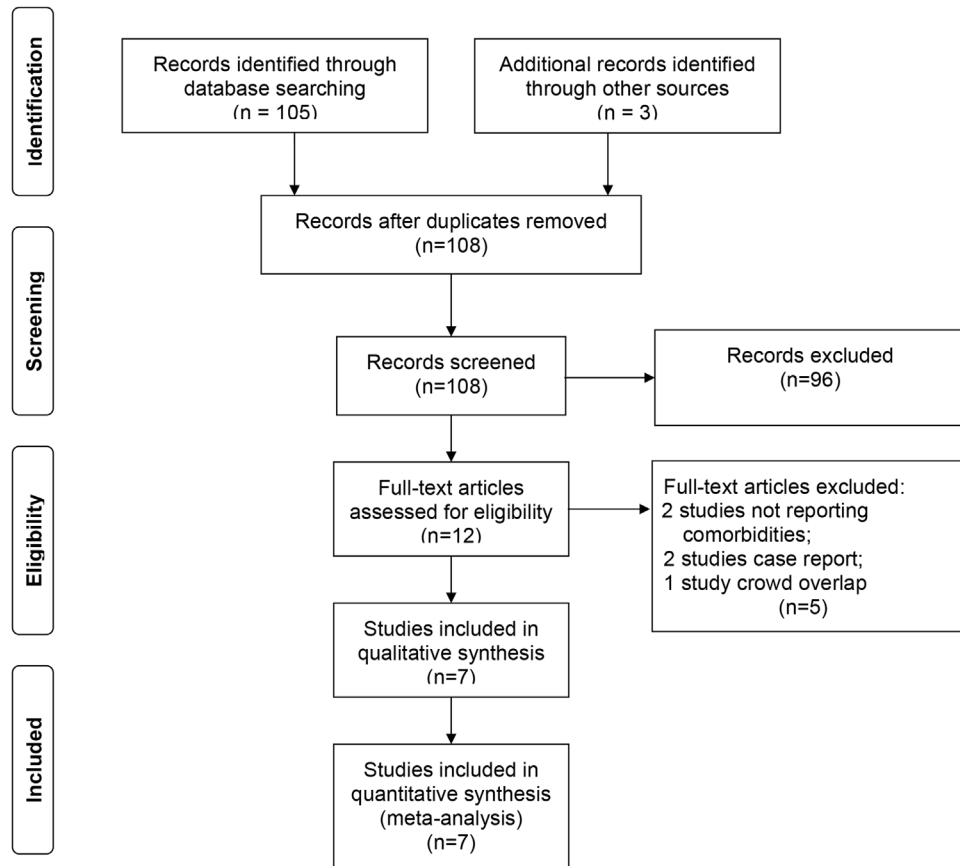 Identification
Records identified through
database searching
(n = 105)
Additional records identified
through other sources
(n = 3)
Records after duplicates removed
(n=108)
Screening
Records screened
(n=108)
Records excluded
(n=96)
Eligibility
Full-text articles
assessed for eligibility
(n=12)
Full-text articles excluded:
2 studies not reporting
comorbidities;
2 studies case report;
1 study crowd overlap
(n=5)
Studies included in
qualitative synthesis
(n=7)
Included
Studies included in
quantitative synthesis
(meta-analysis)
(n=7)